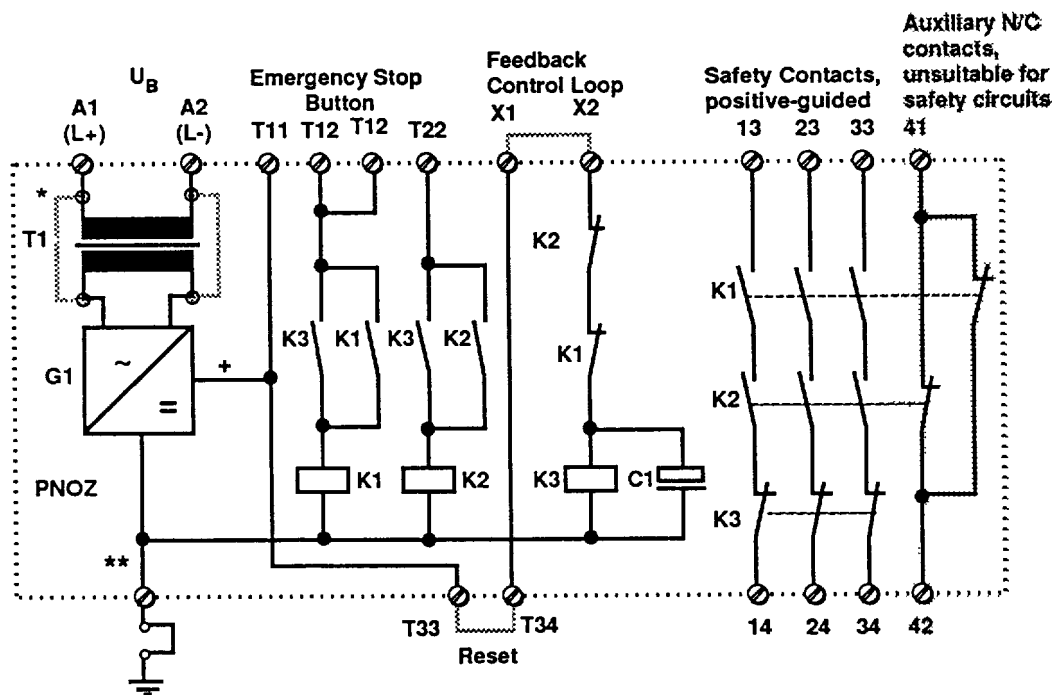 Auxiliary N/C
contacts,
unsuitable for
safety circuits
U_B
Emergency Stop
Button
Feedback
Control Loop
Safety Contacts,
positive-guided
A1
(L+)
A2
(L-)
T11
T12
T12
T22
X1
X2
13
23
33
41
*
T1
K2
K1
K3
K1
K3
K2
K1
G1
~
=
+
K2
PNOZ
K1
K2
K3
C1
K3
**
T33
T34
14
24
34
42
Reset